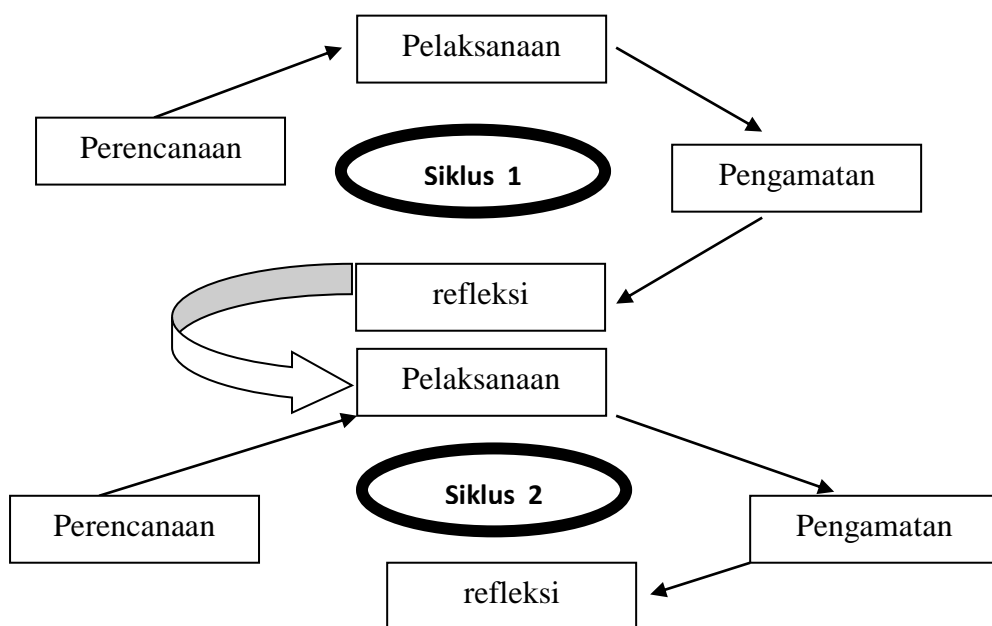 Pelaksanaan
Perencanaan
Siklus 1
Pengamatan
refleksi
Pelaksanaan
Siklus 2
Perencanaan
Pengamatan
refleksi